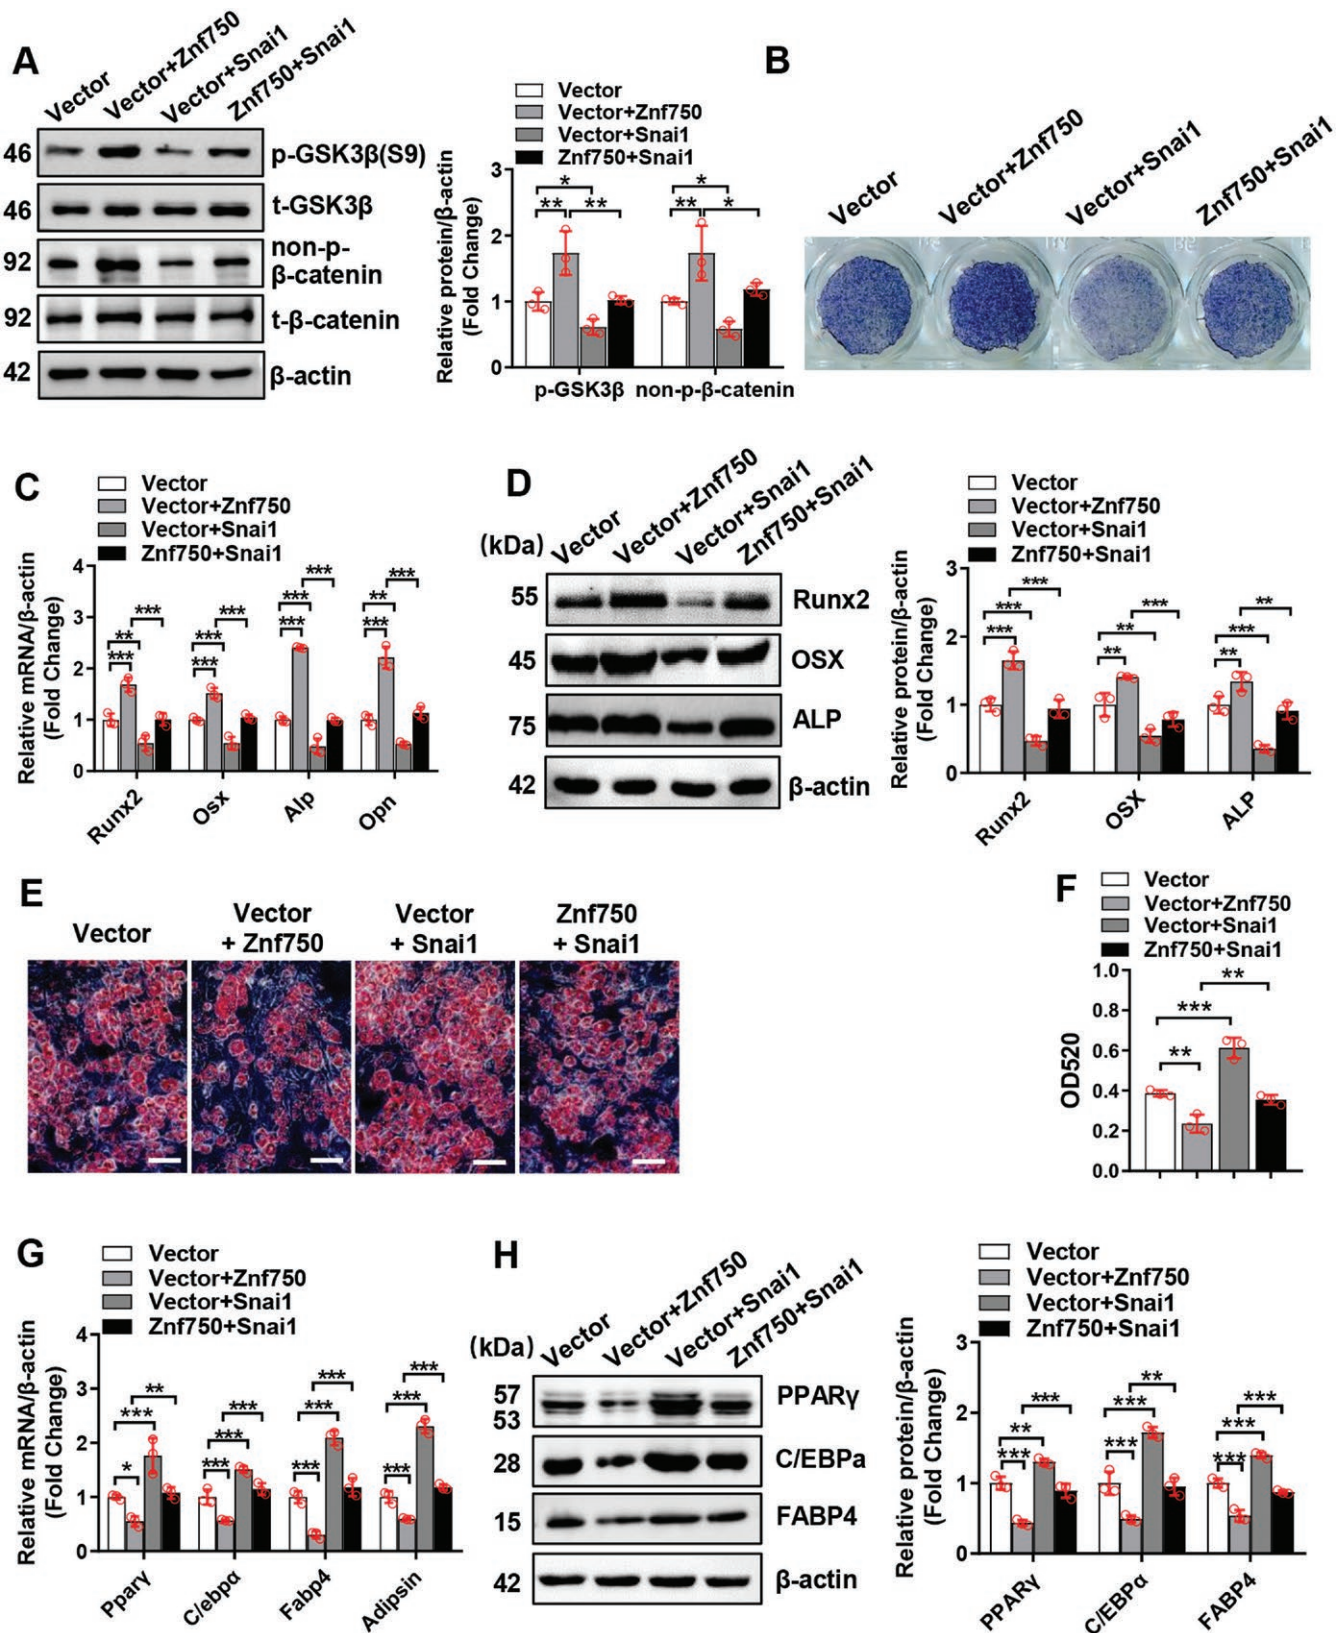 A
Vector
Vector+Znf750
Vector+Snai1
Znf750+Snai1
46
p-GSK3β(S9)
46
t-GSK3β
92
non-p-
β-catenin
92
t-β-catenin
42
β-actin
Vector
Vector+Znf750
Vector+Snai1
Znf750+Snai1
Relative protein/β-actin
(Fold Change)
3
2
1
0
*
**
**
*
**
*
p-GSK3β
non-p-β-catenin
B
Vector
Vector+Znf750
Vector+Snai1
Znf750+Snai1
C
Vector
Vector+Znf750
Vector+Snai1
Znf750+Snai1
Relative mRNA/β-actin
(Fold Change)
4
3
2
1
0
***
**
***
***
***
***
***
***
***
***
**
***
Runx2
Osx
Alp
Opn
D
(kDa)
Vector
Vector+Znf750
Vector+Snai1
Znf750+Snai1
55
Runx2
45
OSX
75
ALP
42
β-actin
Vector
Vector+Znf750
Vector+Snai1
Znf750+Snai1
Relative protein/β-actin
(Fold Change)
3
2
1
0
***
***
***
***
**
**
**
***
**
Runx2
OSX
ALP
E
Vector
Vector
+ Znf750
Vector
+ Snai1
Znf750
+ Snai1
F
Vector
Vector+Znf750
Vector+Snai1
Znf750+Snai1
OD520
1.0
0.8
0.6
0.4
0.2
0.0
**
***
**
G
Vector
Vector+Znf750
Vector+Snai1
Znf750+Snai1
Relative mRNA/β-actin
(Fold Change)
4
3
2
1
0
**
***
*
***
***
***
***
***
***
***
***
***
Pparγ
C/ebpα
Fabp4
Adipsin
H
(kDa)
Vector
Vector+Znf750
Vector+Snai1
Znf750+Snai1
57
53
PPARγ
28
C/EBPa
15
FABP4
42
β-actin
Vector
Vector+Znf750
Vector+Snai1
Znf750+Snai1
Relative protein/β-actin
(Fold Change)
3
2
1
0
***
**
***
**
***
***
***
***
***
PPARγ
C/EBPα
FABP4